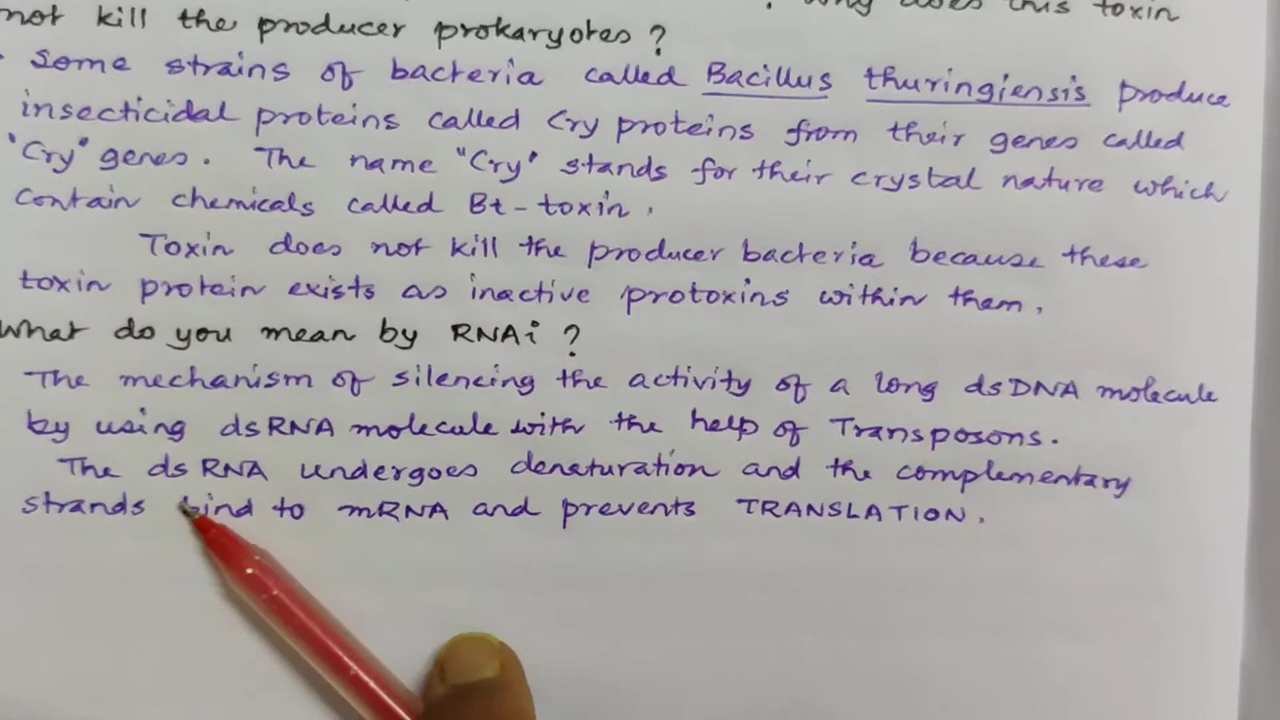 ? Why does this toxin
not kill the producer prokaryotes ?
Some strains of bacteria called Bacillus thuringiensis produce
insecticidal proteins called Cry proteins from their genes called
"Cry" genes. The name "Cry" stands for their crystal nature which
contain chemicals called Bt-toxin.
Toxin does not kill the producer bacteria because these
toxin protein exists as inactive protoxins within them.
What do you mean by RNAi ?
The mechanism of silencing the activity of a long dsDNA molecule
by using dsRNA molecule with the help of Transposons.
The dsRNA undergoes denaturation and the complementary
strands bind to mRNA and prevents TRANSLATION.